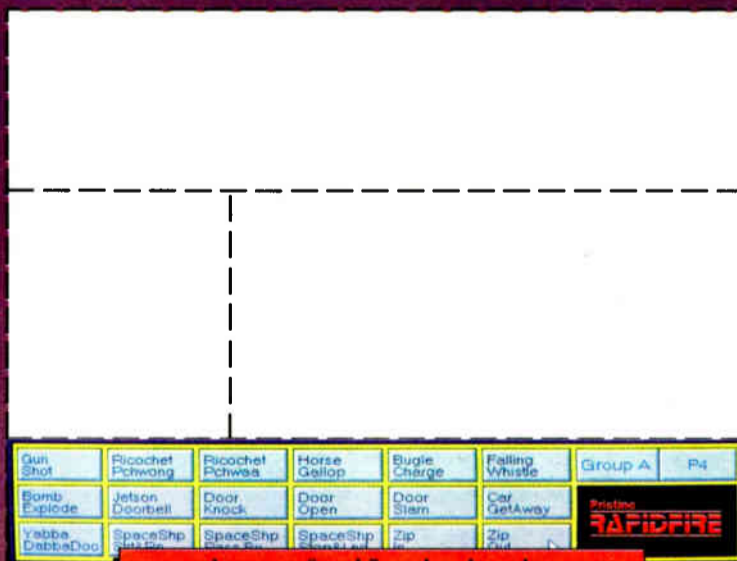 Gun Shot
Ricochet Pchwong
Ricochet Pchwaa
Horse Gallop
Bugle Charge
Falling Whistle
Group A
P4
Bomb Explode
Jetson Doorbell
Door Knock
Door Open
Door Slam
Car GetAway
Pristine
RAPIDFIRE
Yabba DabbaDoo
SpaceShp
SpaceShp
SpaceShp
Zip
Zip